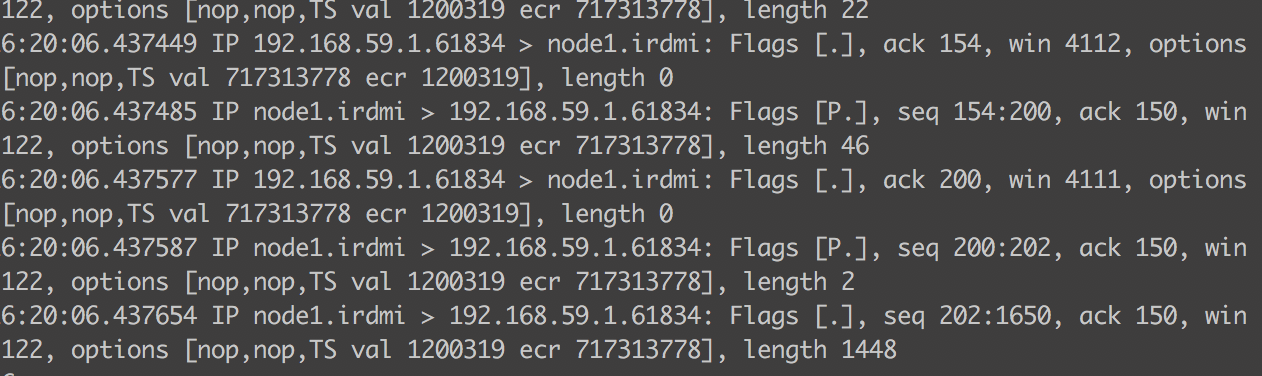 122, options [nop,nop,TS val 1200319 ecr 717313778], length 22
6:20:06.437449 IP 192.168.59.1.61834 > node1.irdmi: Flags [.], ack 154, win 4112, options
[nop,nop,TS val 717313778 ecr 1200319], length 0
6:20:06.437485 IP node1.irdmi > 192.168.59.1.61834: Flags [P.], seq 154:200, ack 150, win
122, options [nop,nop,TS val 1200319 ecr 717313778], length 46
6:20:06.437577 IP 192.168.59.1.61834 > node1.irdmi: Flags [.], ack 200, win 4111, options
[nop,nop,TS val 717313778 ecr 1200319], length 0
6:20:06.437587 IP node1.irdmi > 192.168.59.1.61834: Flags [P.], seq 200:202, ack 150, win
122, options [nop,nop,TS val 1200319 ecr 717313778], length 2
6:20:06.437654 IP node1.irdmi > 192.168.59.1.61834: Flags [.], seq 202:1650, ack 150, win
122, options [nop,nop,TS val 1200319 ecr 717313778], length 1448